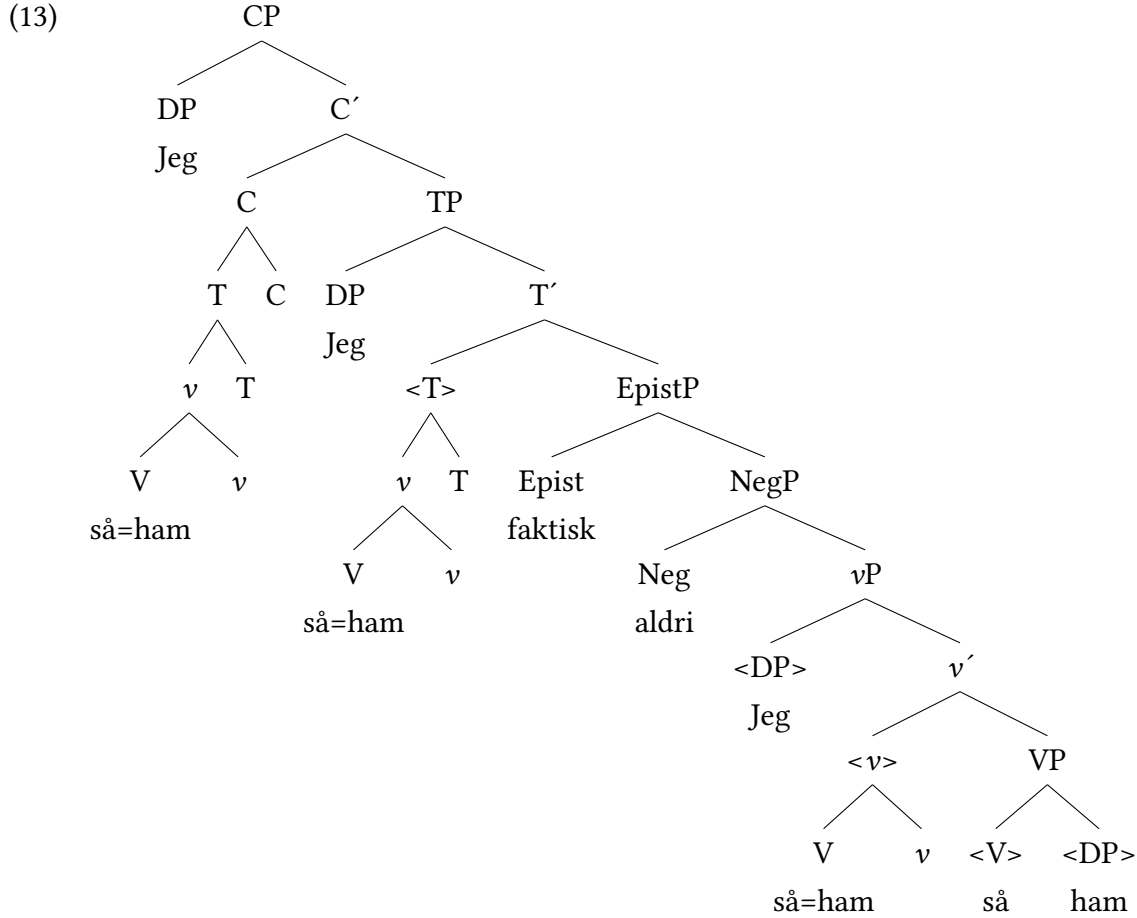 (13) CP
DP C´
Jeg
C TP
T C DP T´
Jeg
v T <T> EpistP
V v v T Epist NegP
så=ham faktisk
V v Neg vP
så=ham aldri
<DP> v´
Jeg
<v> VP
V v <V> <DP>
så=ham så ham